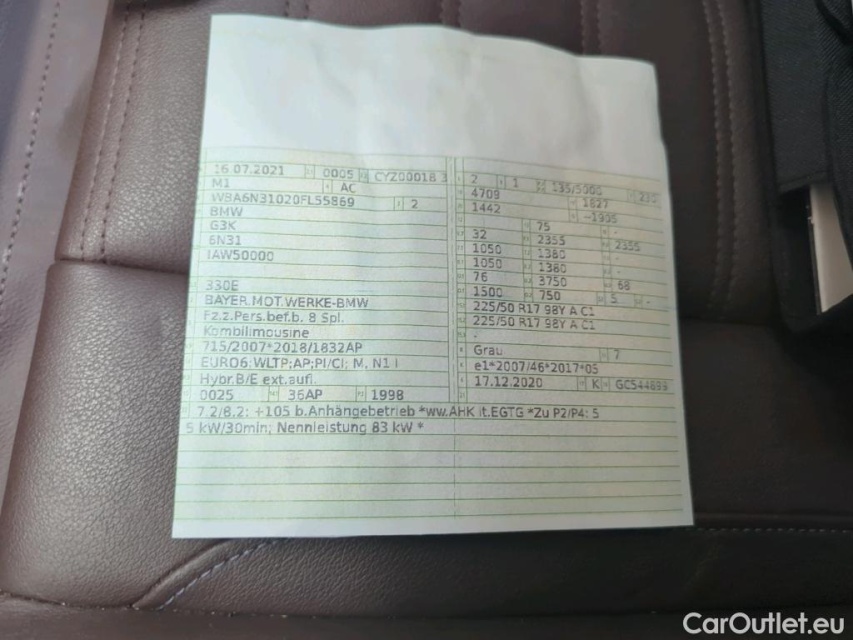 16.07.2021 0005 CYZ00018 3
M1 AC
WBA6N31020FL55869 2
BMW
G3K
6N31
IAW50000
330E
BAYER.MOT.WERKE-BMW
Fz.z.Pers.bef.b. 8 Spl.
Kombilimousine
715/2007*2018/1832AP
EURO6;WLTP;AP;PI/CI; M, N1 I
Hybr.B/E ext.aufl.
0025 36AP 1998
7.2/8.2: +105 b.Anhängebetrieb *ww.AHK lt.EGTG *Zu P2/P4: 5
5 kW/30min; Nennleistung 83 kW *
2 1 135/5000 230
4709 1827
1442 -1995
75 -
32 2355 2355
1050 1380 -
1050 1380 -
76 3750 68
1500 750 5 -
225/50 R17 98Y A C1
225/50 R17 98Y A C1
-
Grau 7
e1*2007/46*2017*05
17.12.2020 K GC544899
CarOutlet.eu